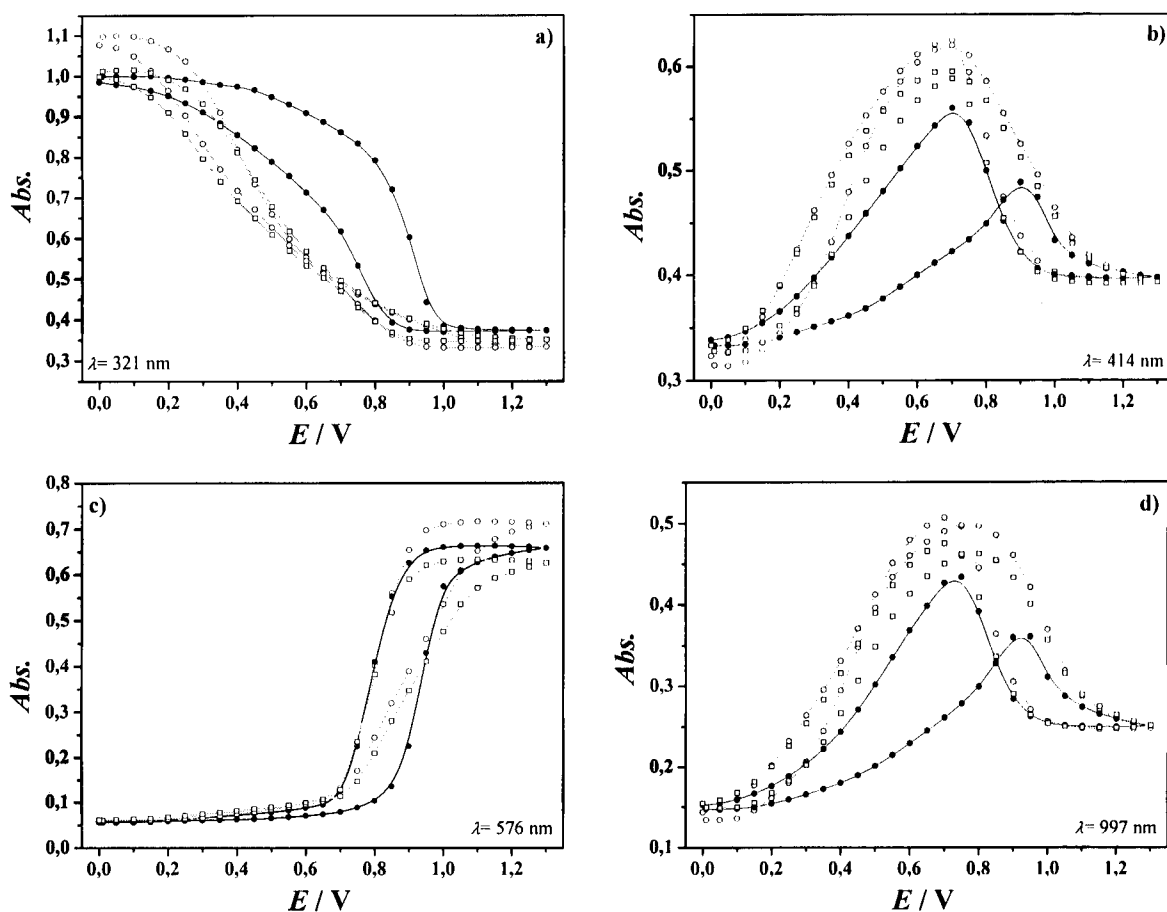 a)
Abs.
1,1
1,0
0,9
0,8
0,7
0,6
0,5
0,4
0,3
λ= 321 nm
0,0 0,2 0,4 0,6 0,8 1,0 1,2
E / V
b)
Abs.
0,6
0,5
0,4
0,3
λ= 414 nm
0,0 0,2 0,4 0,6 0,8 1,0 1,2
E / V
c)
Abs.
0,8
0,7
0,6
0,5
0,4
0,3
0,2
0,1
0,0
λ= 576 nm
0,0 0,2 0,4 0,6 0,8 1,0 1,2
E / V
d)
Abs.
0,5
0,4
0,3
0,2
0,1
λ= 997 nm
0,0 0,2 0,4 0,6 0,8 1,0 1,2
E / V